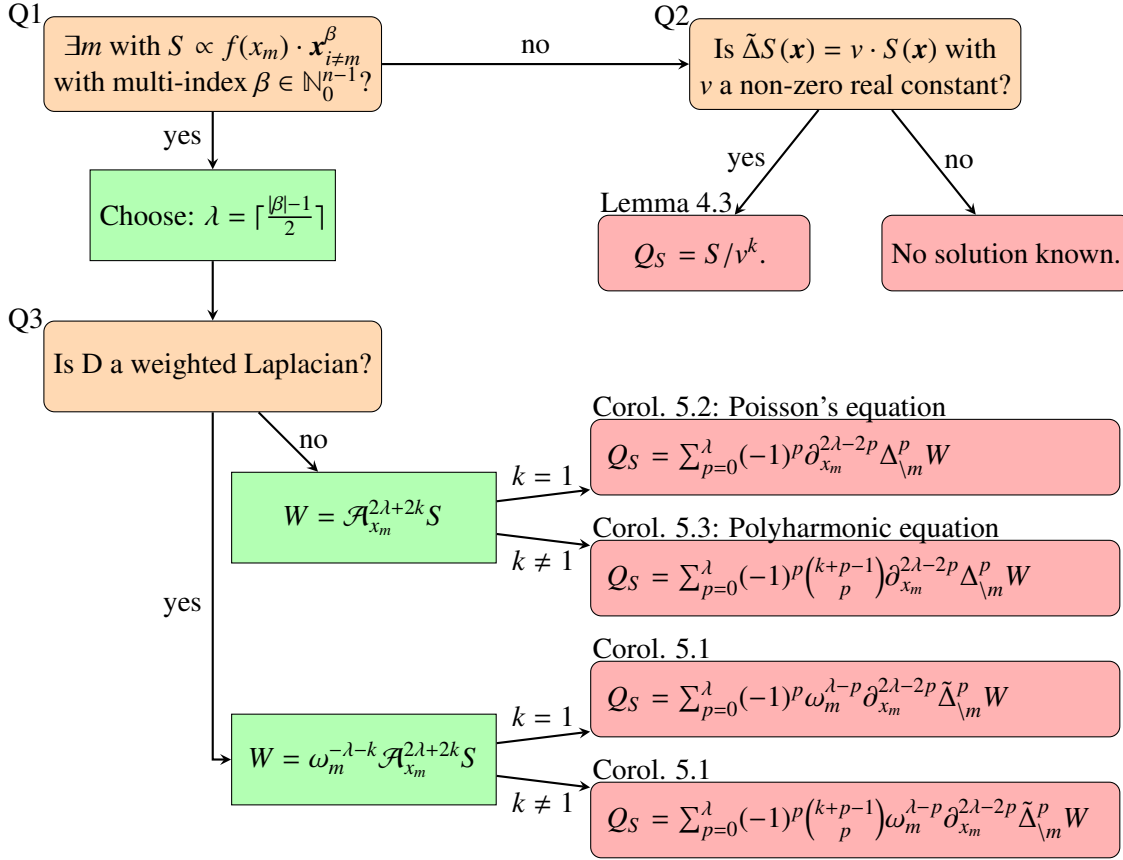 Q1
∃m with S ∝ f(x_m) · 𝒙_{i≠m}^β
with multi-index β ∈ ℕ_0^{n−1}?
no
Q2
Is Δ̃S(𝒙) = ν · S(𝒙) with
ν a non-zero real constant?
yes
yes
no
Choose: λ = ⌈(|β|−1)/2⌉
Lemma 4.3
Q_S = S/ν^k.
No solution known.
Q3
Is D a weighted Laplacian?
no
yes
W = 𝒜_{x_m}^{2λ+2k} S
k = 1
Corol. 5.2: Poisson's equation
Q_S = ∑_{p=0}^{λ} (−1)^p ∂_{x_m}^{2λ−2p} Δ_{\m}^p W
k ≠ 1
Corol. 5.3: Polyharmonic equation
Q_S = ∑_{p=0}^{λ} (−1)^p \binom{k+p−1}{p} ∂_{x_m}^{2λ−2p} Δ_{\m}^p W
W = ω_m^{−λ−k} 𝒜_{x_m}^{2λ+2k} S
k = 1
Corol. 5.1
Q_S = ∑_{p=0}^{λ} (−1)^p ω_m^{λ−p} ∂_{x_m}^{2λ−2p} Δ̃_{\m}^p W
k ≠ 1
Corol. 5.1
Q_S = ∑_{p=0}^{λ} (−1)^p \binom{k+p−1}{p} ω_m^{λ−p} ∂_{x_m}^{2λ−2p} Δ̃_{\m}^p W